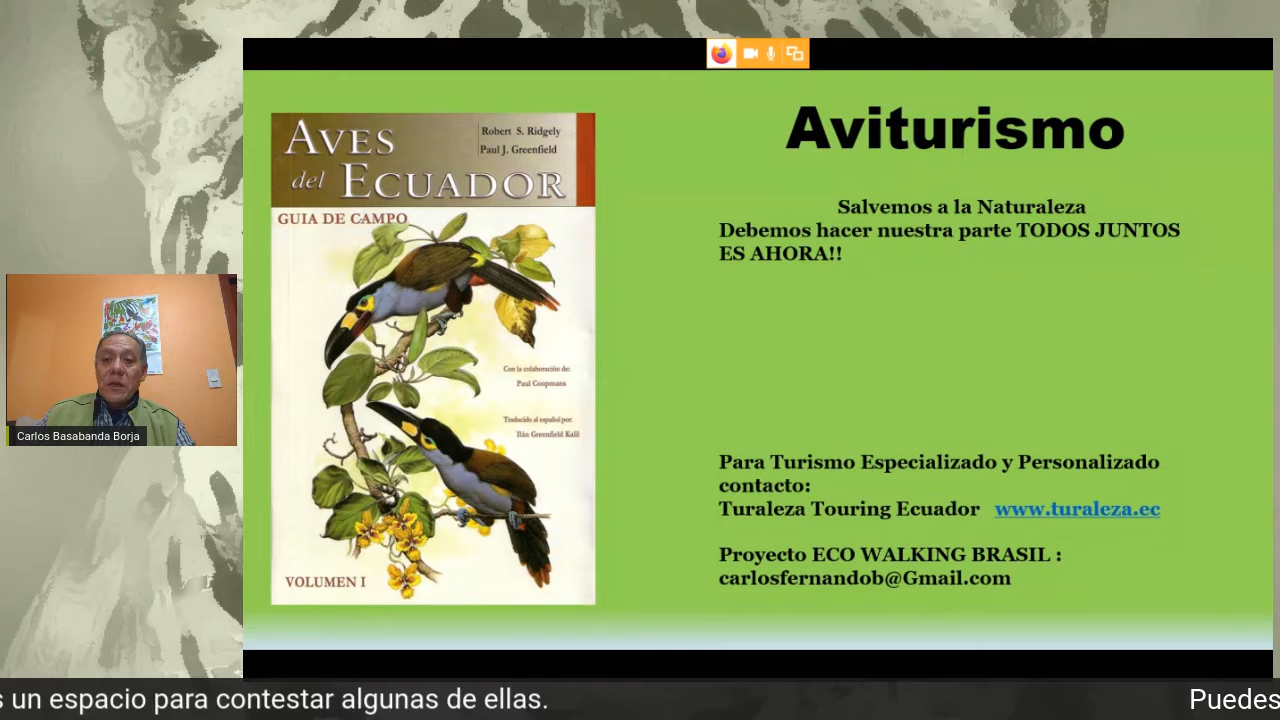 Aviturismo
AVES
del ECUADOR
Robert S. Ridgely
Paul J. Greenfield
GUIA DE CAMPO
Con la colaboración de:
Paul Coopmans
Traducido al español por:
Ilán Greenfield Kall
VOLUMEN I
Salvemos a la Naturaleza
Debemos hacer nuestra parte TODOS JUNTOS
ES AHORA!!
Para Turismo Especializado y Personalizado
contacto:
Turaleza Touring Ecuador www.turaleza.ec
Proyecto ECO WALKING BRASIL :
carlosfernandob@Gmail.com
Carlos Basabanda Borja
s un espacio para contestar algunas de ellas. Puedes